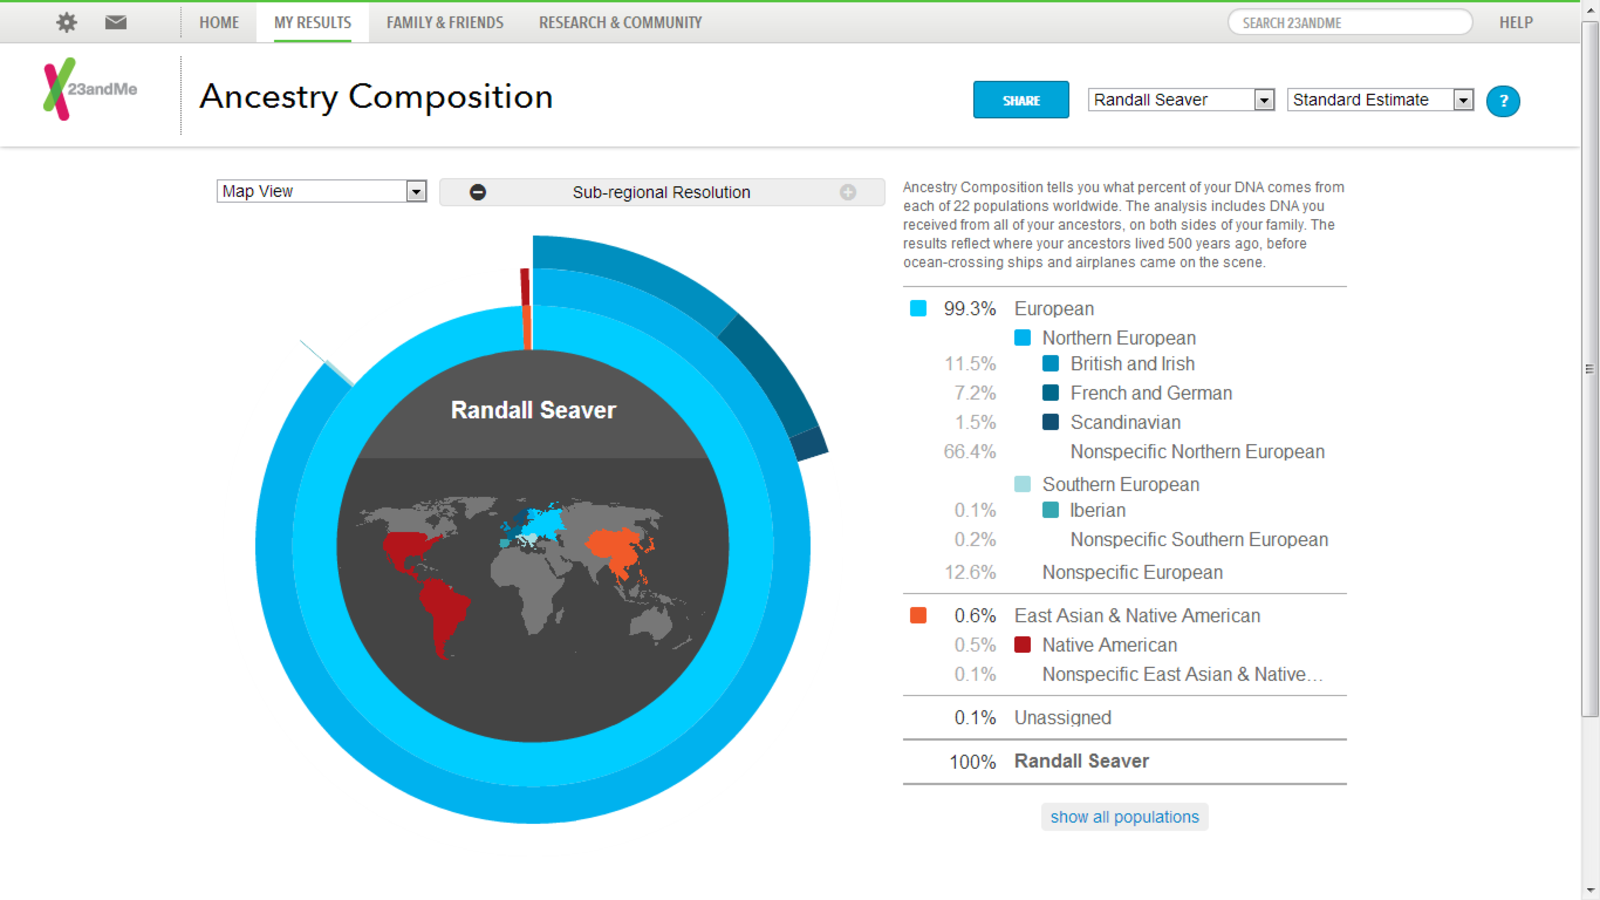 HOME MY RESULTS FAMILY & FRIENDS RESEARCH & COMMUNITY SEARCH 23ANDME HELP
23andMe
Ancestry Composition
SHARE Randall Seaver Standard Estimate ?
Map View Sub-regional Resolution
Ancestry Composition tells you what percent of your DNA comes from
each of 22 populations worldwide. The analysis includes DNA you
received from all of your ancestors, on both sides of your family. The
results reflect where your ancestors lived 500 years ago, before
ocean-crossing ships and airplanes came on the scene.
Randall Seaver
99.3% European
Northern European
11.5% British and Irish
7.2% French and German
1.5% Scandinavian
66.4% Nonspecific Northern European
Southern European
0.1% Iberian
0.2% Nonspecific Southern European
12.6% Nonspecific European
0.6% East Asian & Native American
0.5% Native American
0.1% Nonspecific East Asian & Native...
0.1% Unassigned
100% Randall Seaver
show all populations